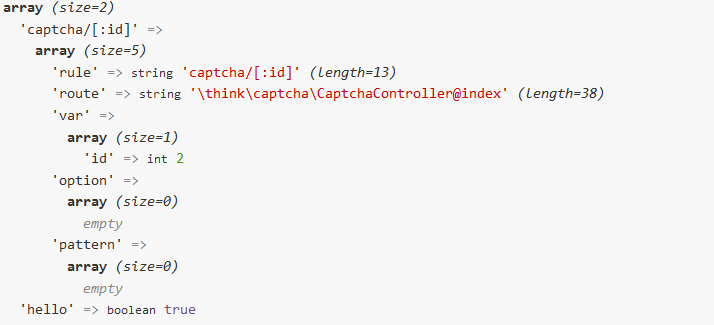 array (size=2)
'captcha/[:id]' =>
array (size=5)
'rule' => string 'captcha/[:id]' (length=13)
'route' => string '\think\captcha\CaptchaController@index' (length=38)
'var' =>
array (size=1)
'id' => int 2
'option' =>
array (size=0)
empty
'pattern' =>
array (size=0)
empty
'hello' => boolean true